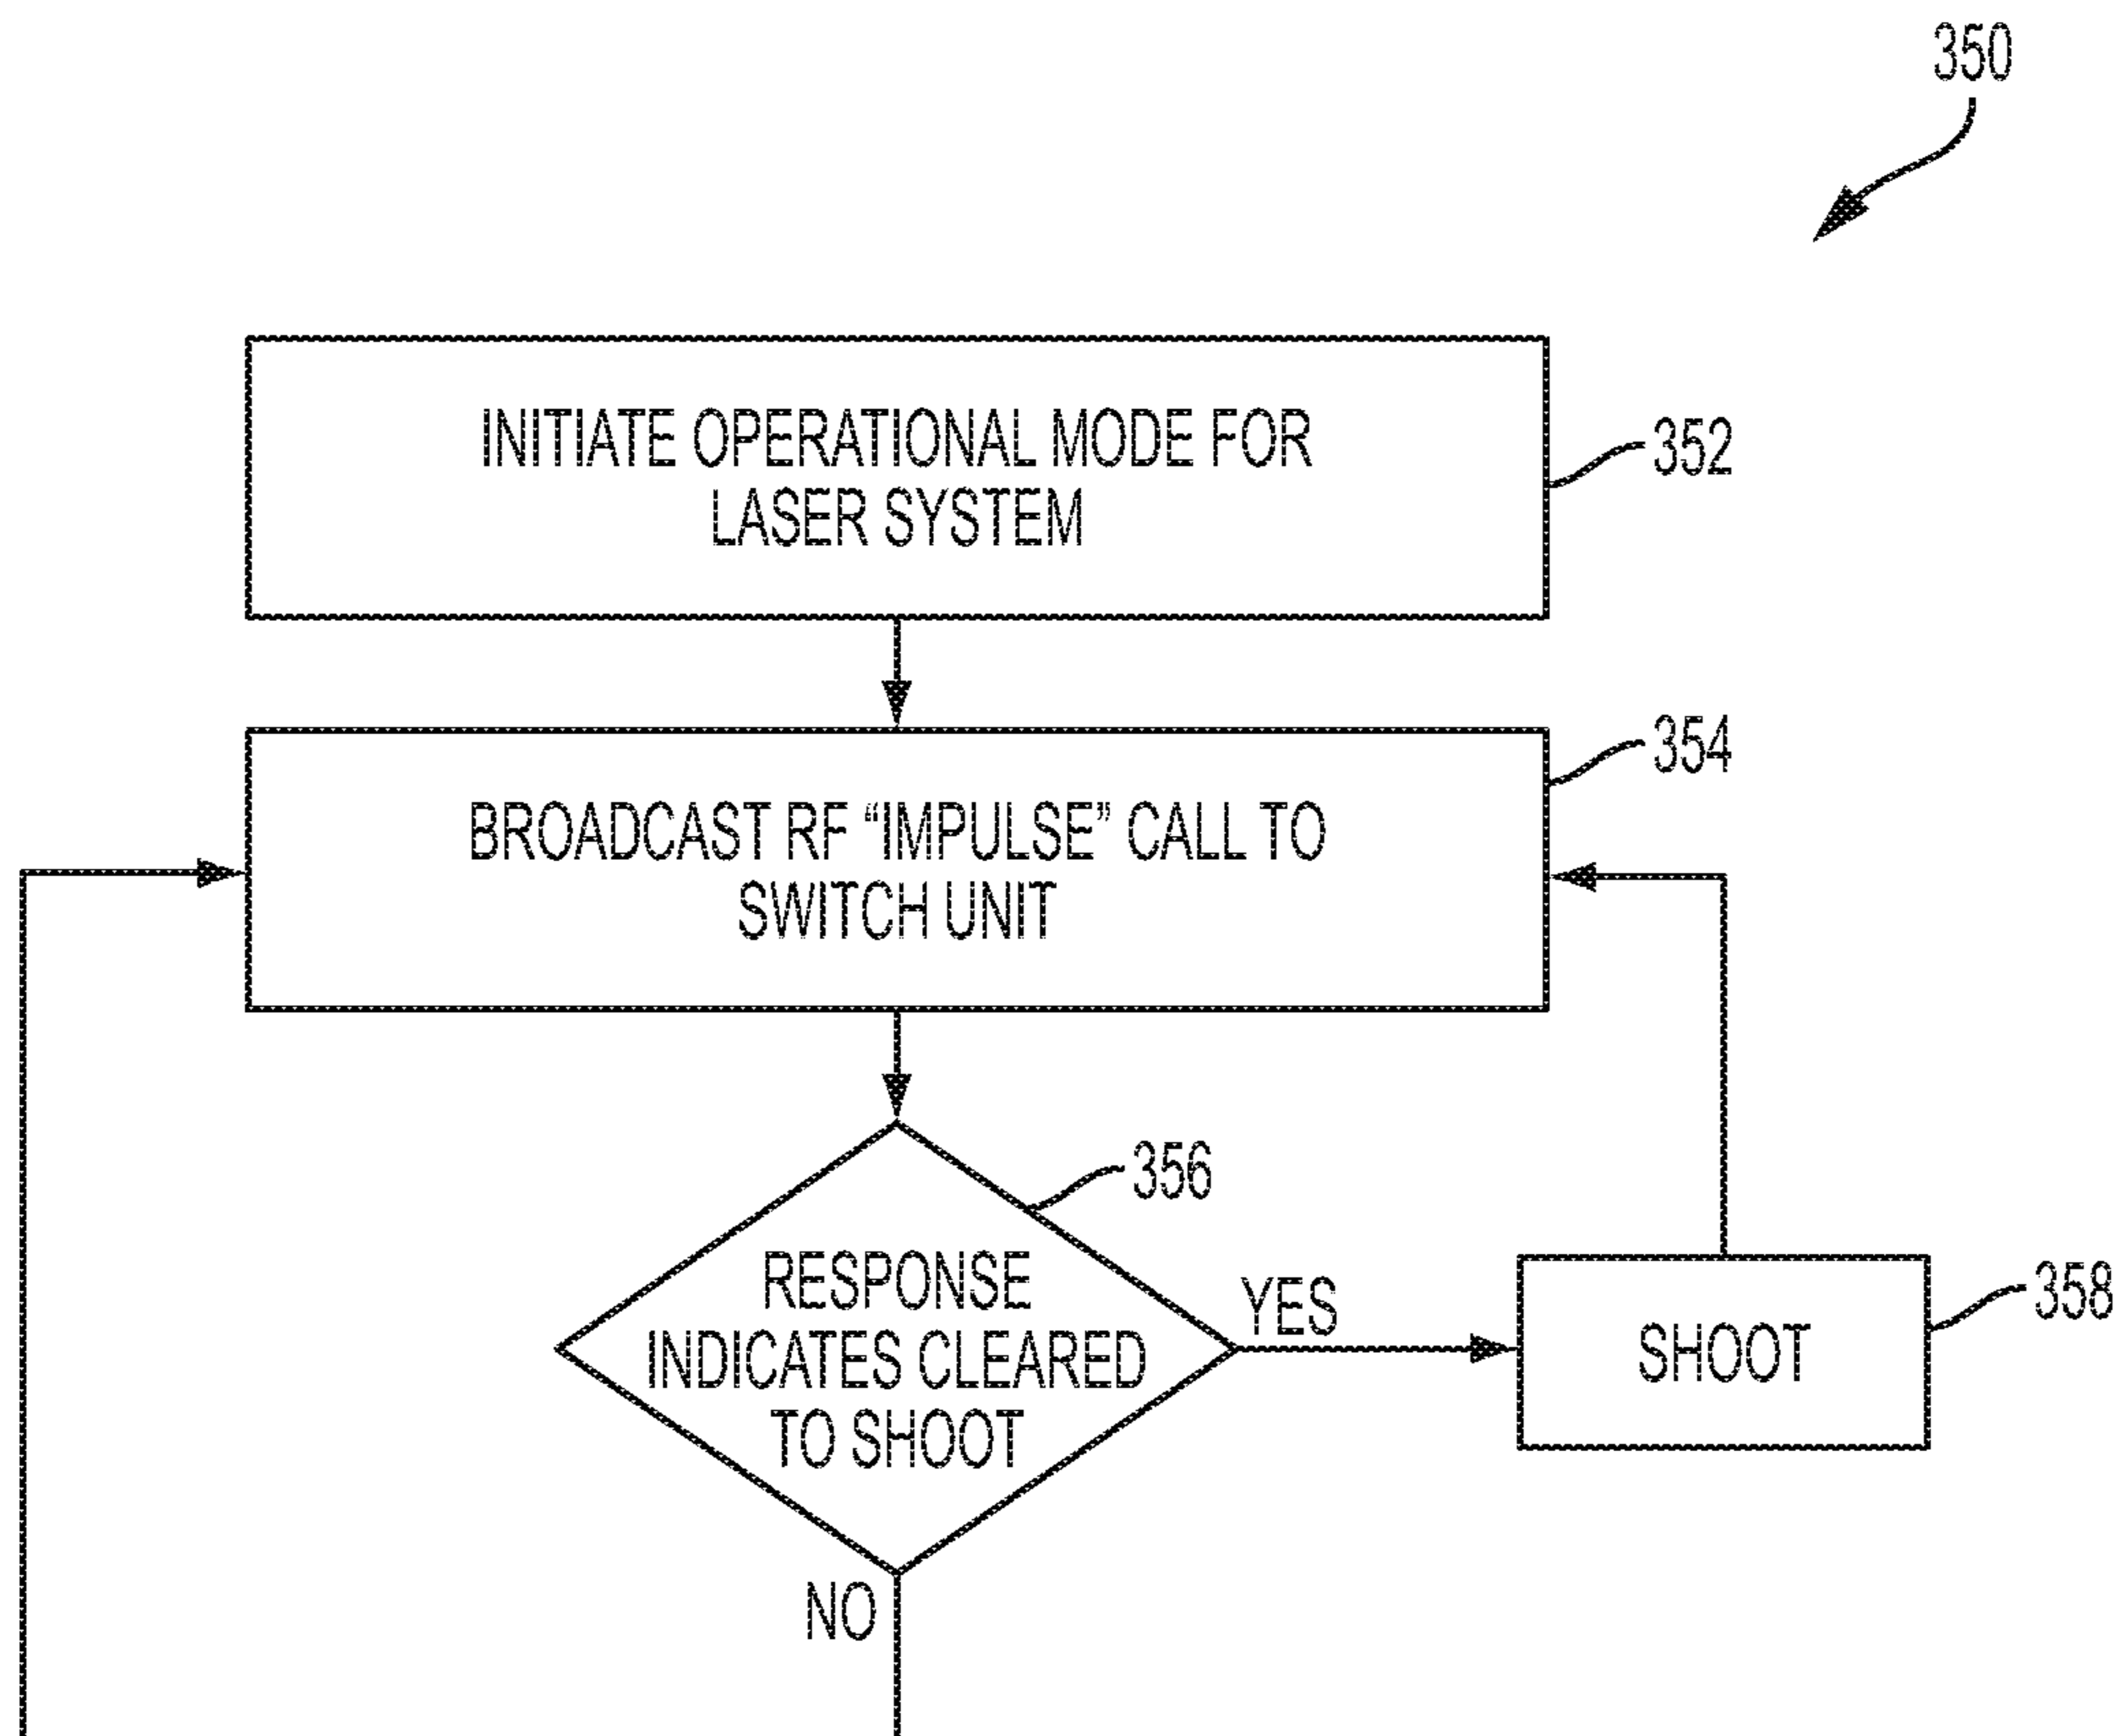 350
INITIATE OPERATIONAL MODE FOR
LASER SYSTEM
352
BROADCAST RF “IMPULSE” CALL TO
SWITCH UNIT
354
356
RESPONSE
INDICATES CLEARED
TO SHOOT
YES
SHOOT
358
NO